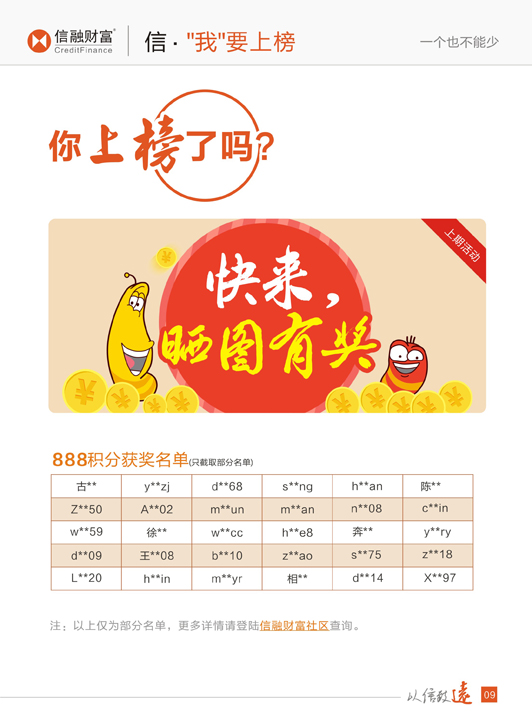 信融财富®
CreditFinance
信·"我"要上榜
一个也不能少
你上榜了吗?
上期活动
快来，
晒图有奖
888积分获奖名单(只截取部分名单)
古** y**zj d**68 s**ng h**an 陈**
Z**50 A**02 m**un m**an n**08 c**in
w**59 徐** w**cc h**e8 奔** y**ry
d**09 王**08 b**10 z**ao s**75 z**18
L**20 h**in m**yr 相** d**14 X**97
注：以上仅为部分名单，更多详情请登陆信融财富社区查询。
以信致遠
09